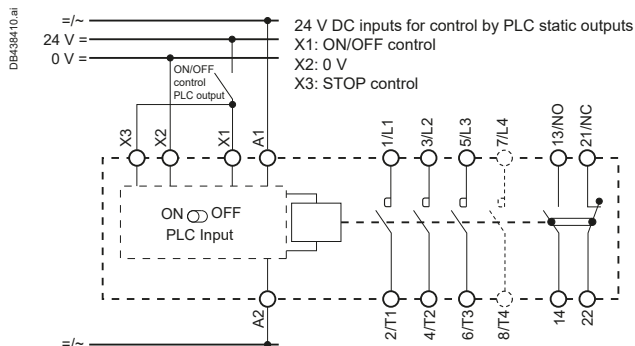 DB438410.ai
=/~
24 V =
0 V =
24 V DC inputs for control by PLC static outputs
X1: ON/OFF control
X2: 0 V
X3: STOP control
ON/OFF
control
PLC output
X3
X2
X1
A1
1/L1
3/L2
5/L3
7/L4
13/NO
21/NC
ON OFF
PLC Input
A2
2/T1
4/T2
6/T3
8/T4
14
22
=/~